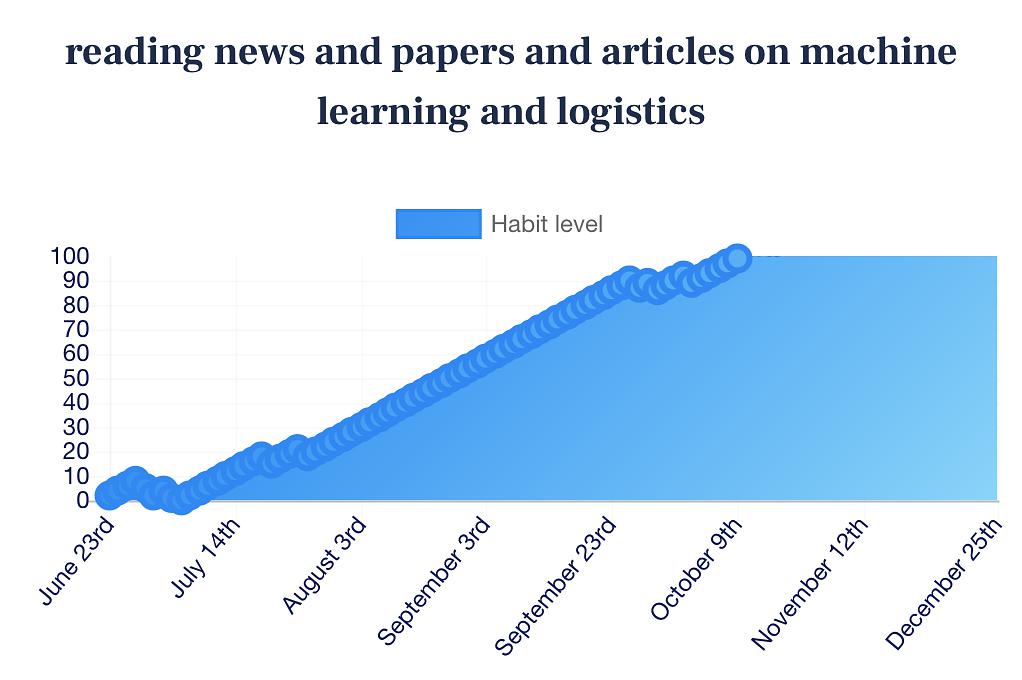 reading news and papers and articles on machine
learning and logistics
Habit level
100
90
80
70
60
50
40
30
20
10
0
June 23rd
July 14th
August 3rd
September 3rd
September 23rd
October 9th
November 12th
December 25th